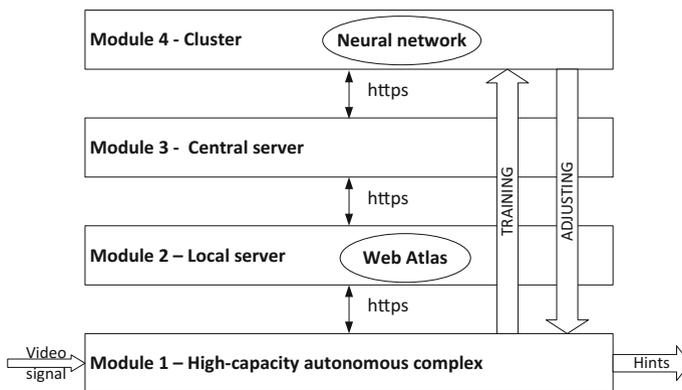 Module 4 - Cluster
Neural network
https
Module 3 - Central server
https
TRAINING
ADJUSTING
Module 2 – Local server
Web Atlas
https
Video
signal
Module 1 – High-capacity autonomous complex
Hints